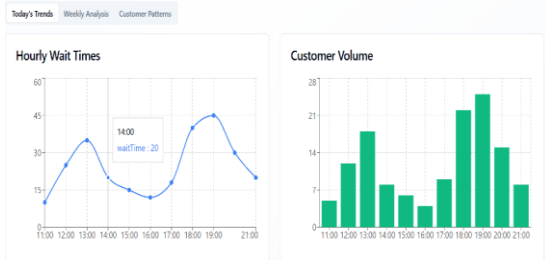 Today's Trends Weekly Analysis Customer Patterns
Hourly Wait Times
60
45
30
15
0
14:00
waitTime : 20
11:00 12:00 13:00 14:00 15:00 16:00 17:00 18:00 19:00 21:00
Customer Volume
28
21
14
7
0
11:00 12:00 13:00 14:00 15:00 16:00 17:00 18:00 19:00 20:00 21:00